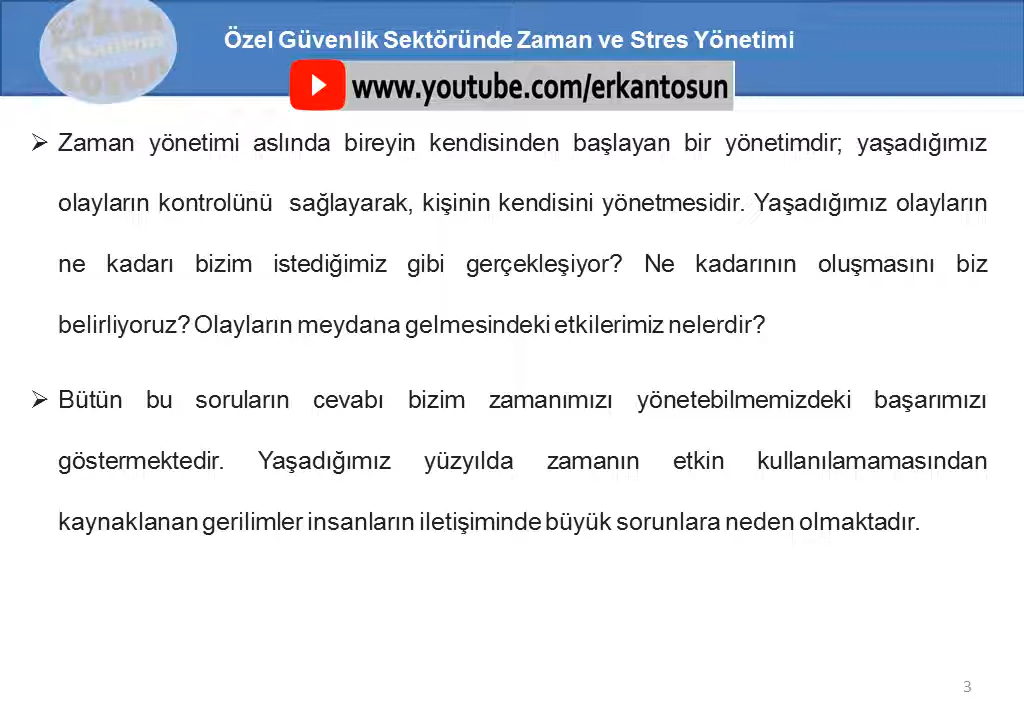 Erkan
Akademi
Tosun
Özel Güvenlik Sektöründe Zaman ve Stres Yönetimi
www.youtube.com/erkantosun
➢ Zaman yönetimi aslında bireyin kendisinden başlayan bir yönetimdir; yaşadığımız
olayların kontrolünü sağlayarak, kişinin kendisini yönetmesidir. Yaşadığımız olayların
ne kadarı bizim istediğimiz gibi gerçekleşiyor? Ne kadarının oluşmasını biz
belirliyoruz? Olayların meydana gelmesindeki etkilerimiz nelerdir?
➢ Bütün bu soruların cevabı bizim zamanımızı yönetebilmemizdeki başarımızı
göstermektedir. Yaşadığımız yüzyılda zamanın etkin kullanılamamasından
kaynaklanan gerilimler insanların iletişiminde büyük sorunlara neden olmaktadır.
3